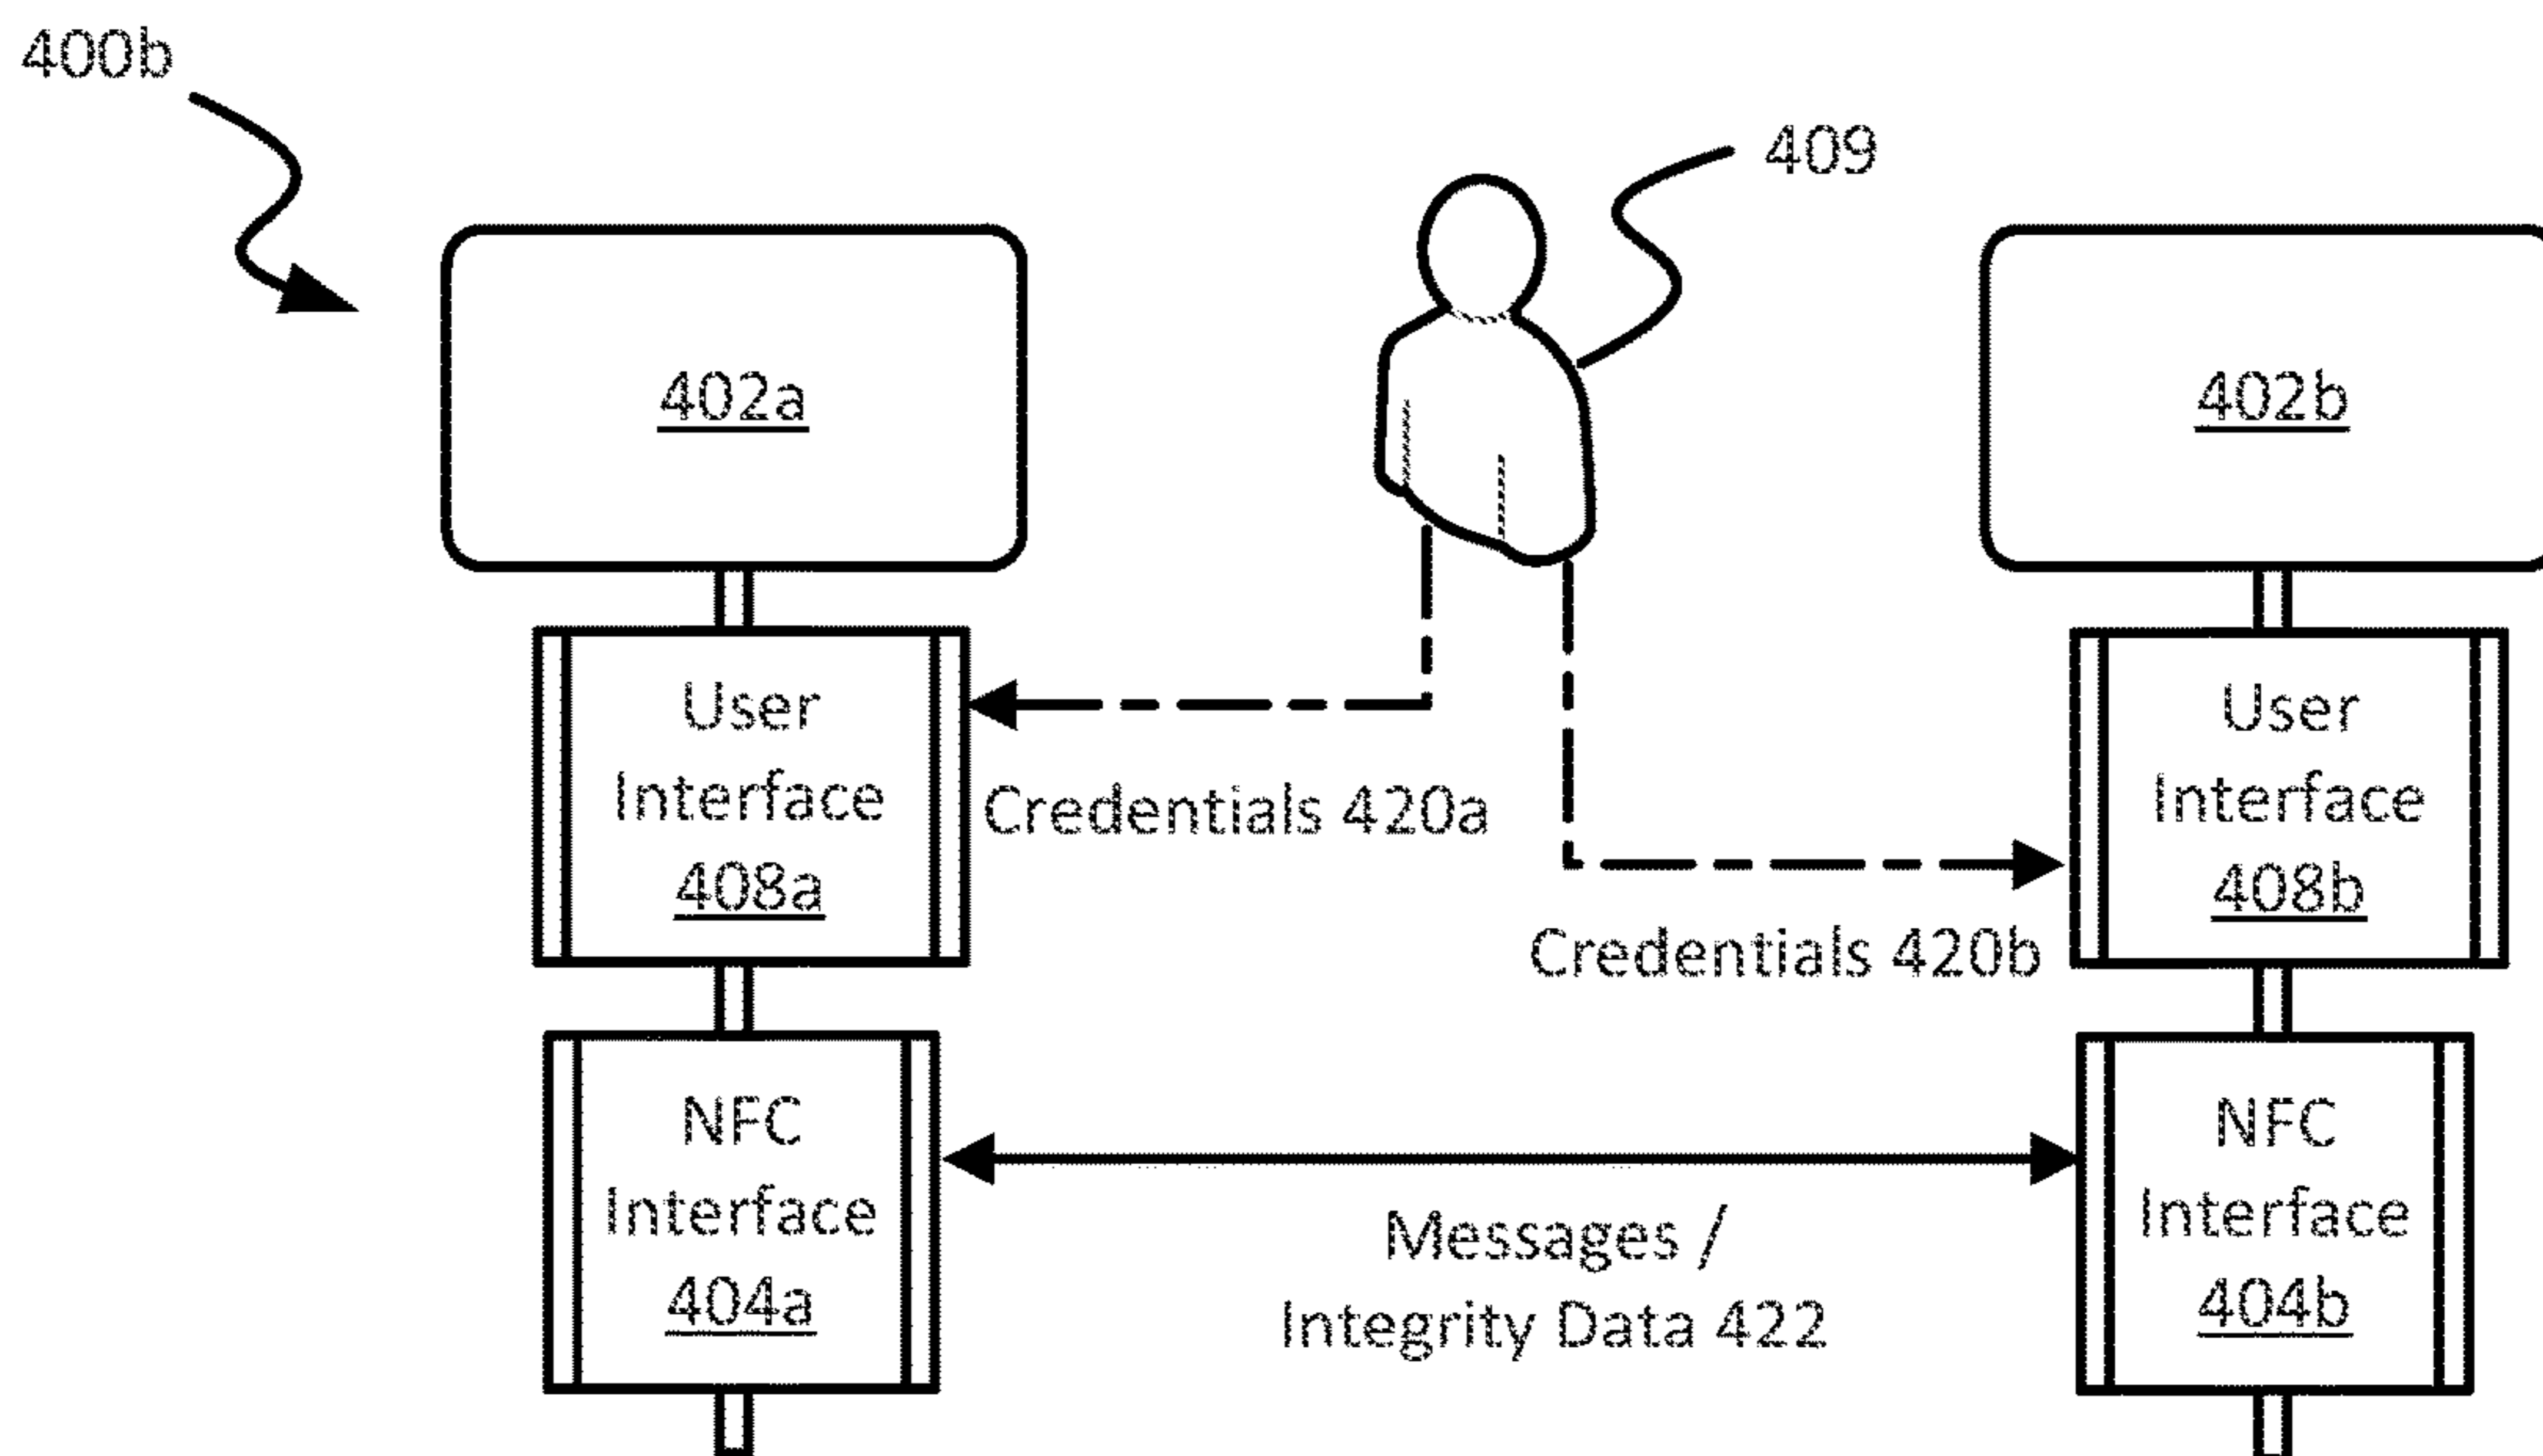 400b
409
402a
402b
User
Interface
408a
Credentials 420a
User
Interface
408b
Credentials 420b
NFC
Interface
404a
Messages /
Integrity Data 422
NFC
Interface
404b